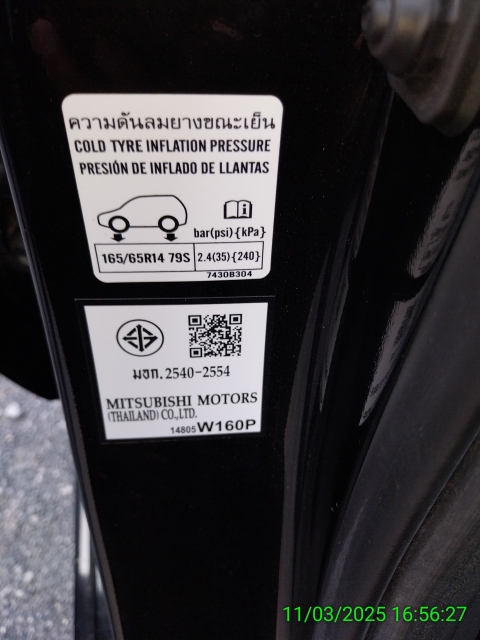 ความดันลมยางขณะเย็น
COLD TYRE INFLATION PRESSURE
PRESIÓN DE INFLADO DE LLANTAS
bar(psi){kPa}
165/65R14 79S 2.4(35){240}
7430B304
มอก.2540-2554
MITSUBISHI MOTORS
(THAILAND) CO.,LTD.
14805 W160P
11/03/2025 16:56:27